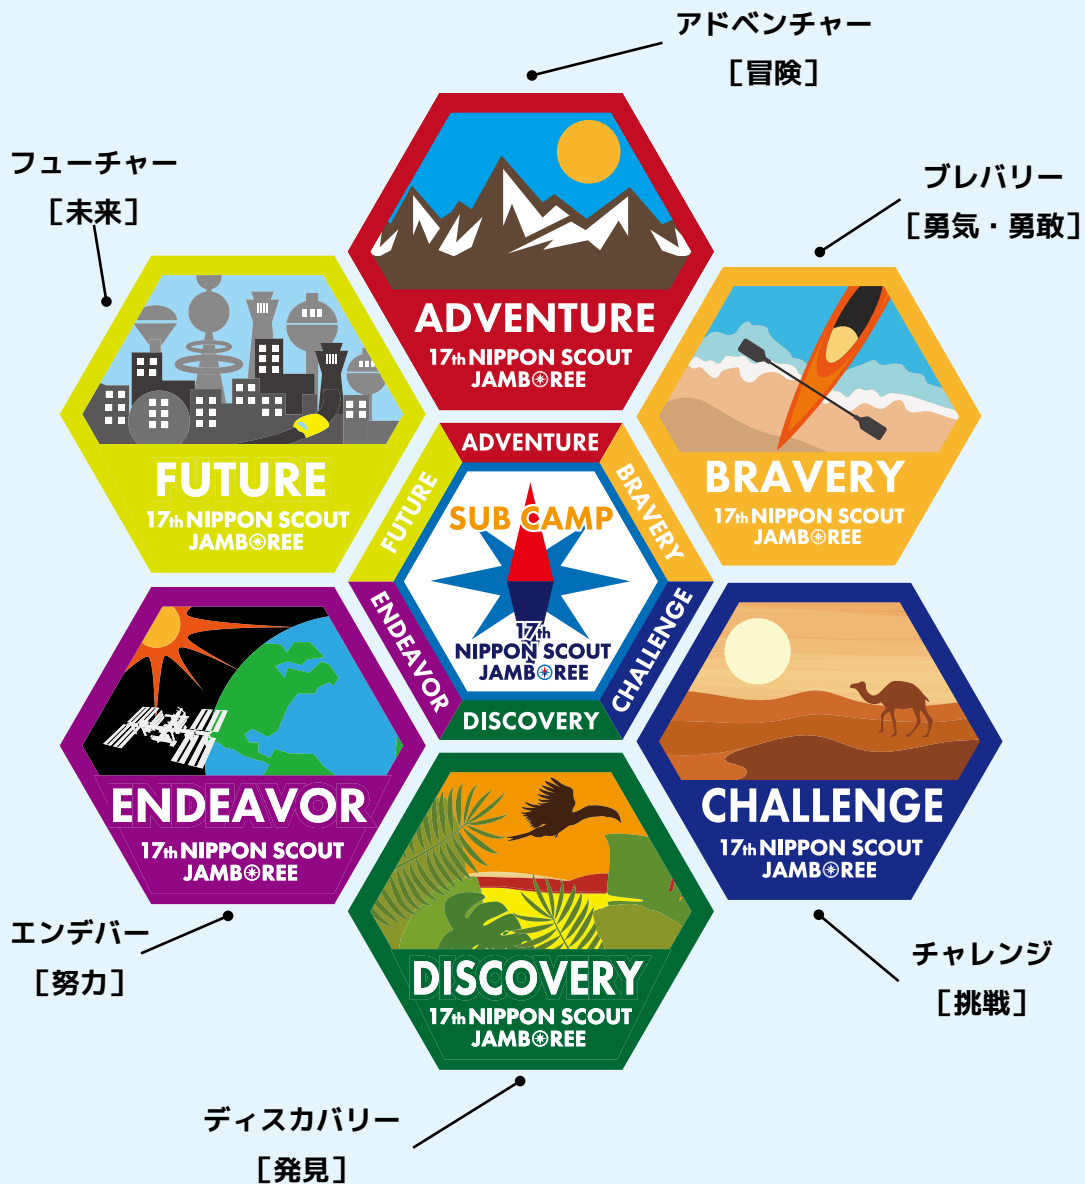 アドベンチャー
［冒険］
フューチャー
［未来］
ブレバリー
［勇気・勇敢］
ADVENTURE
17th NIPPON SCOUT
JAMBOREE
FUTURE
17th NIPPON SCOUT
JAMBOREE
BRAVERY
17th NIPPON SCOUT
JAMBOREE
ADVENTURE
FUTURE
BRAVERY
SUB CAMP
17th
NIPPON SCOUT
JAMBOREE
ENDEAVOR
CHALLENGE
DISCOVERY
ENDEAVOR
17th NIPPON SCOUT
JAMBOREE
CHALLENGE
17th NIPPON SCOUT
JAMBOREE
DISCOVERY
17th NIPPON SCOUT
JAMBOREE
エンデバー
［努力］
チャレンジ
［挑戦］
ディスカバリー
［発見］